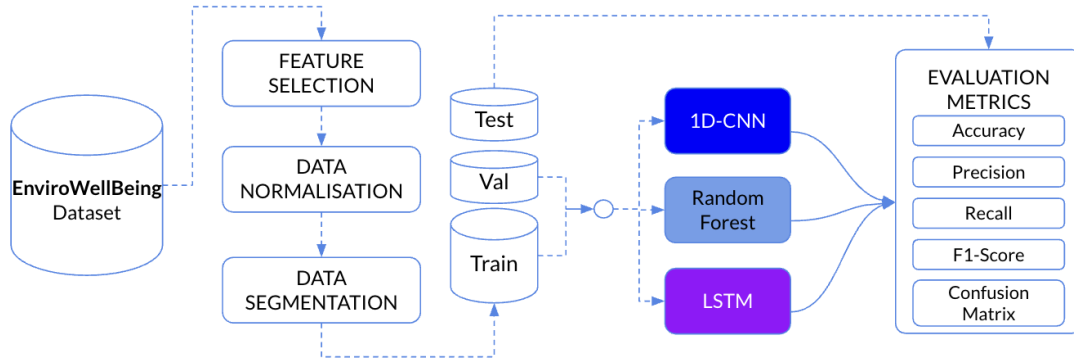 EnviroWellBeing
Dataset
FEATURE
SELECTION
DATA
NORMALISATION
DATA
SEGMENTATION
Test
Val
Train
1D-CNN
Random
Forest
LSTM
EVALUATION
METRICS
Accuracy
Precision
Recall
F1-Score
Confusion
Matrix